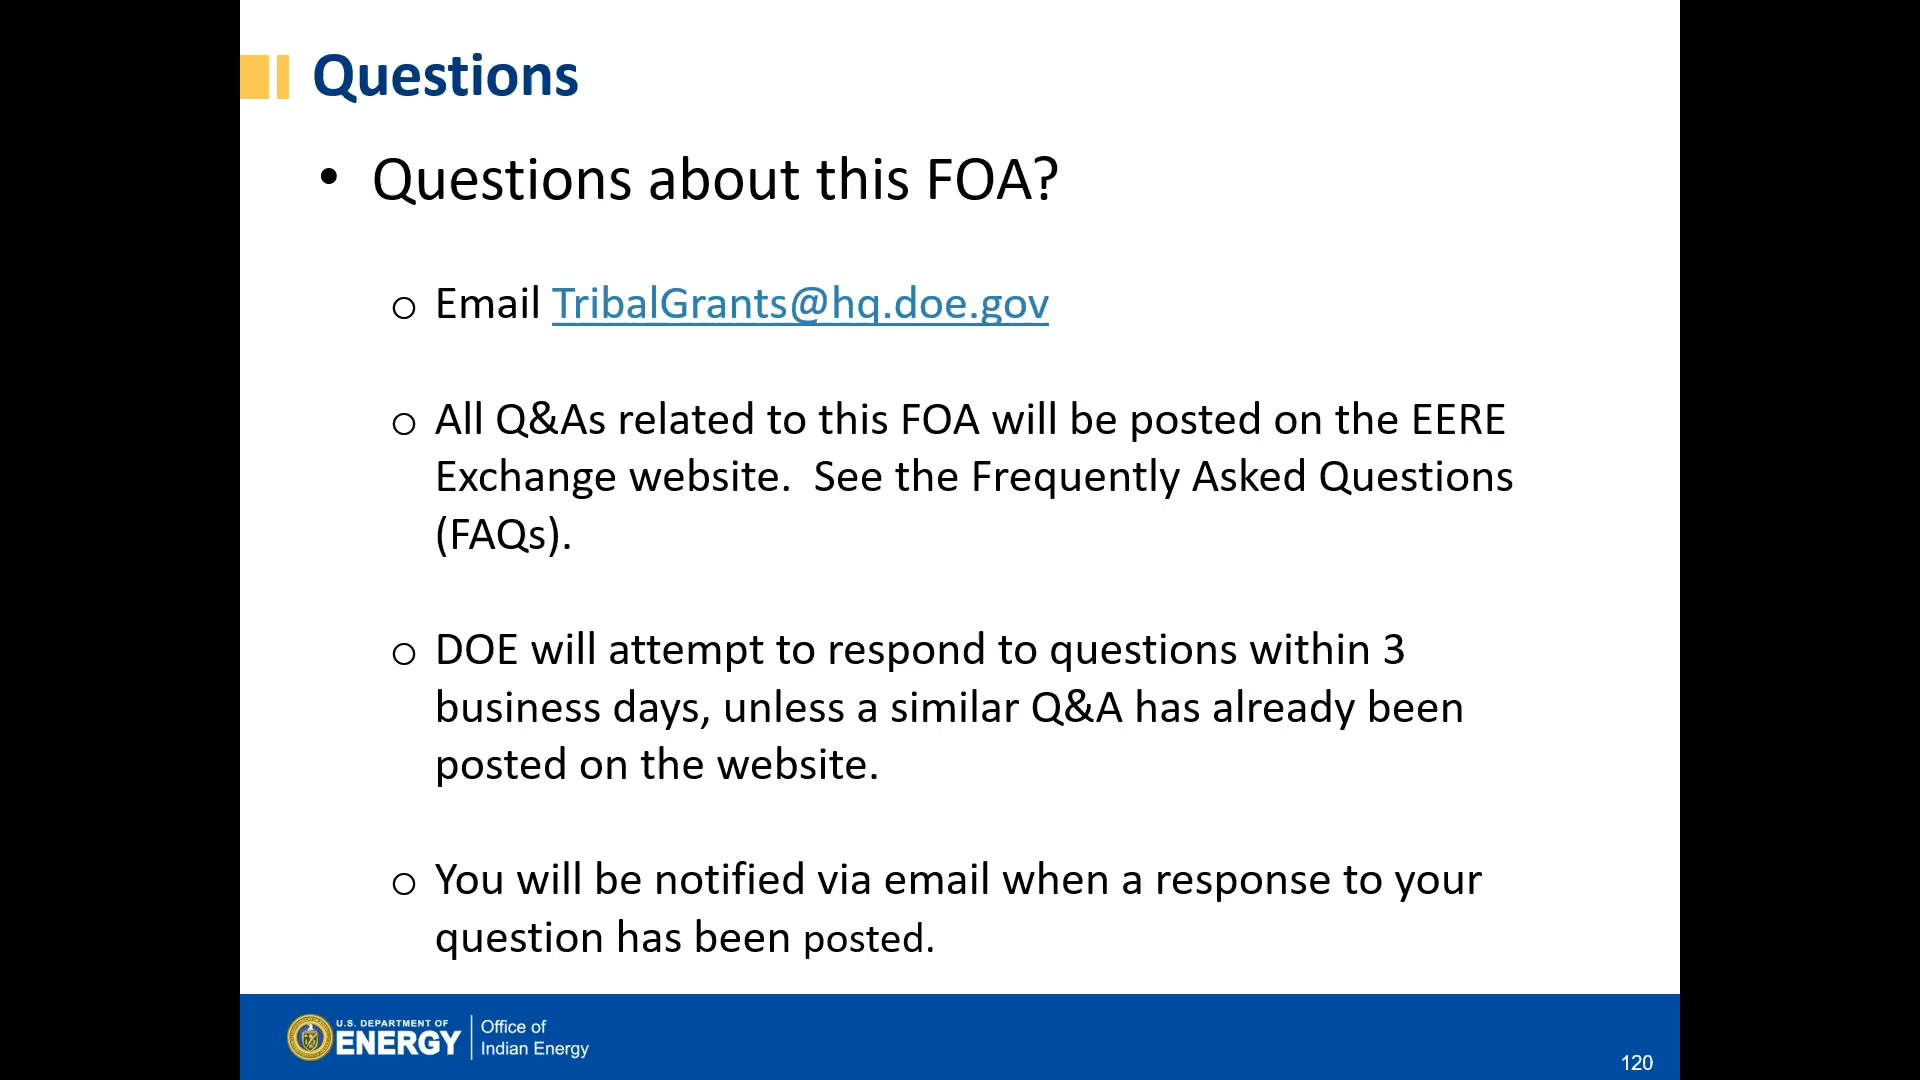 Questions
• Questions about this FOA?
o Email TribalGrants@hq.doe.gov
o All Q&As related to this FOA will be posted on the EERE
Exchange website.  See the Frequently Asked Questions
(FAQs).
o DOE will attempt to respond to questions within 3
business days, unless a similar Q&A has already been
posted on the website.
o You will be notified via email when a response to your
question has been posted.
U.S. DEPARTMENT OF
ENERGY
Office of
Indian Energy
120